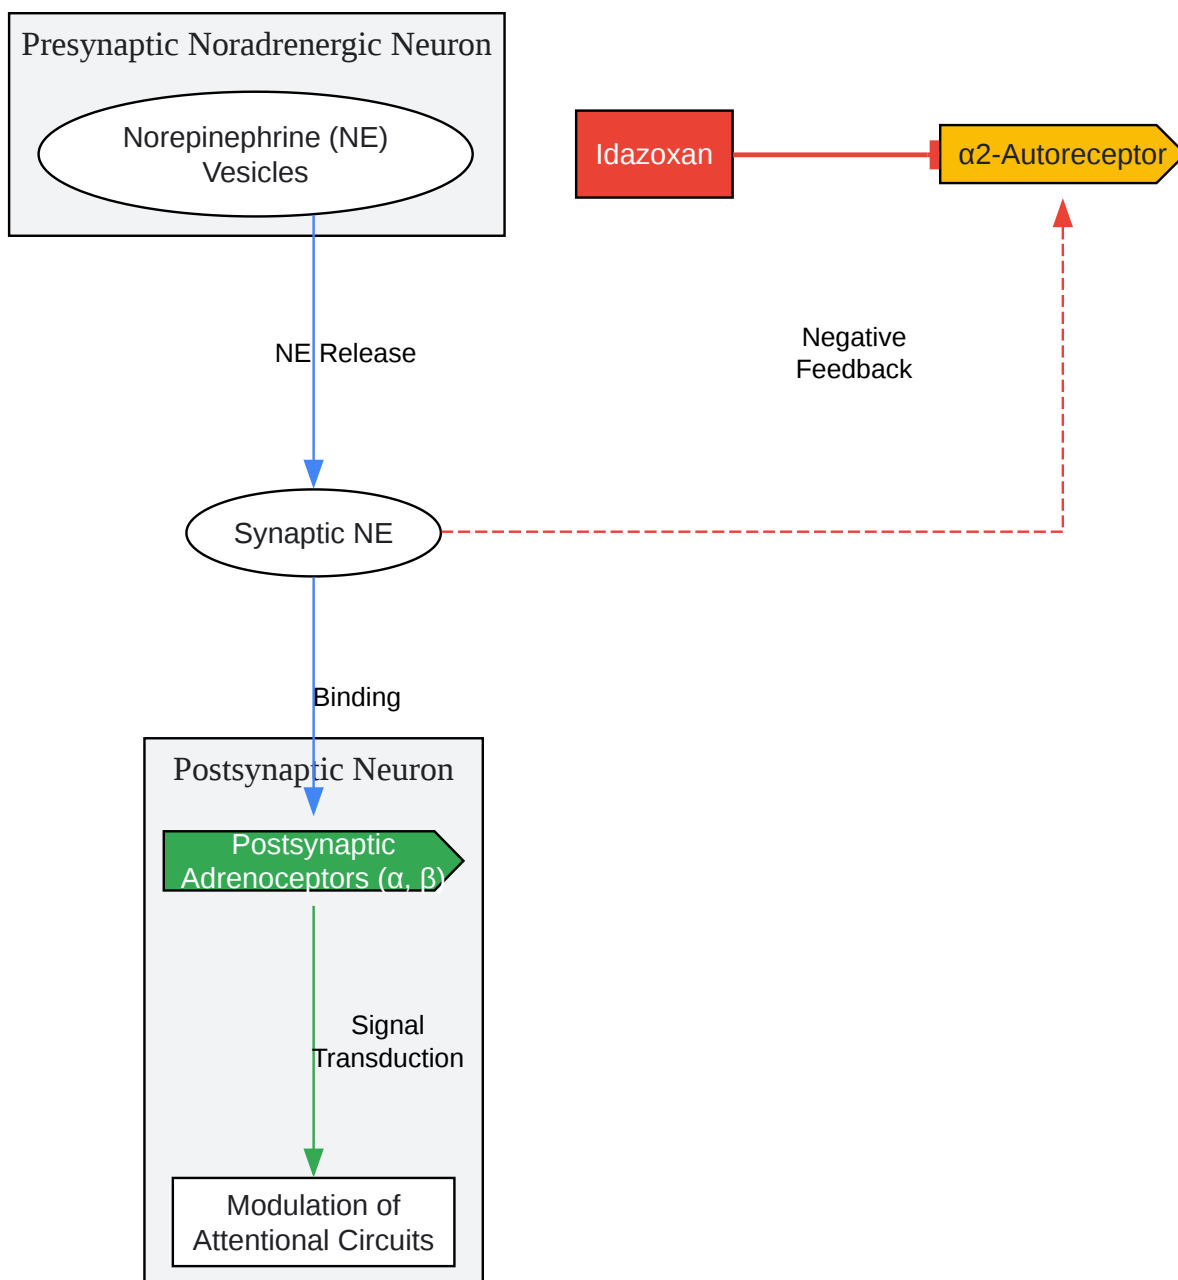 Presynaptic Noradrenergic Neuron
Norepinephrine (NE)
Vesicles
Idazoxan
α2-Autoreceptor
NE Release
Negative
Feedback
Synaptic NE
Binding
Postsynaptic Neuron
Postsynaptic
Adrenoceptors (α, β)
Signal
Transduction
Modulation of
Attentional Circuits